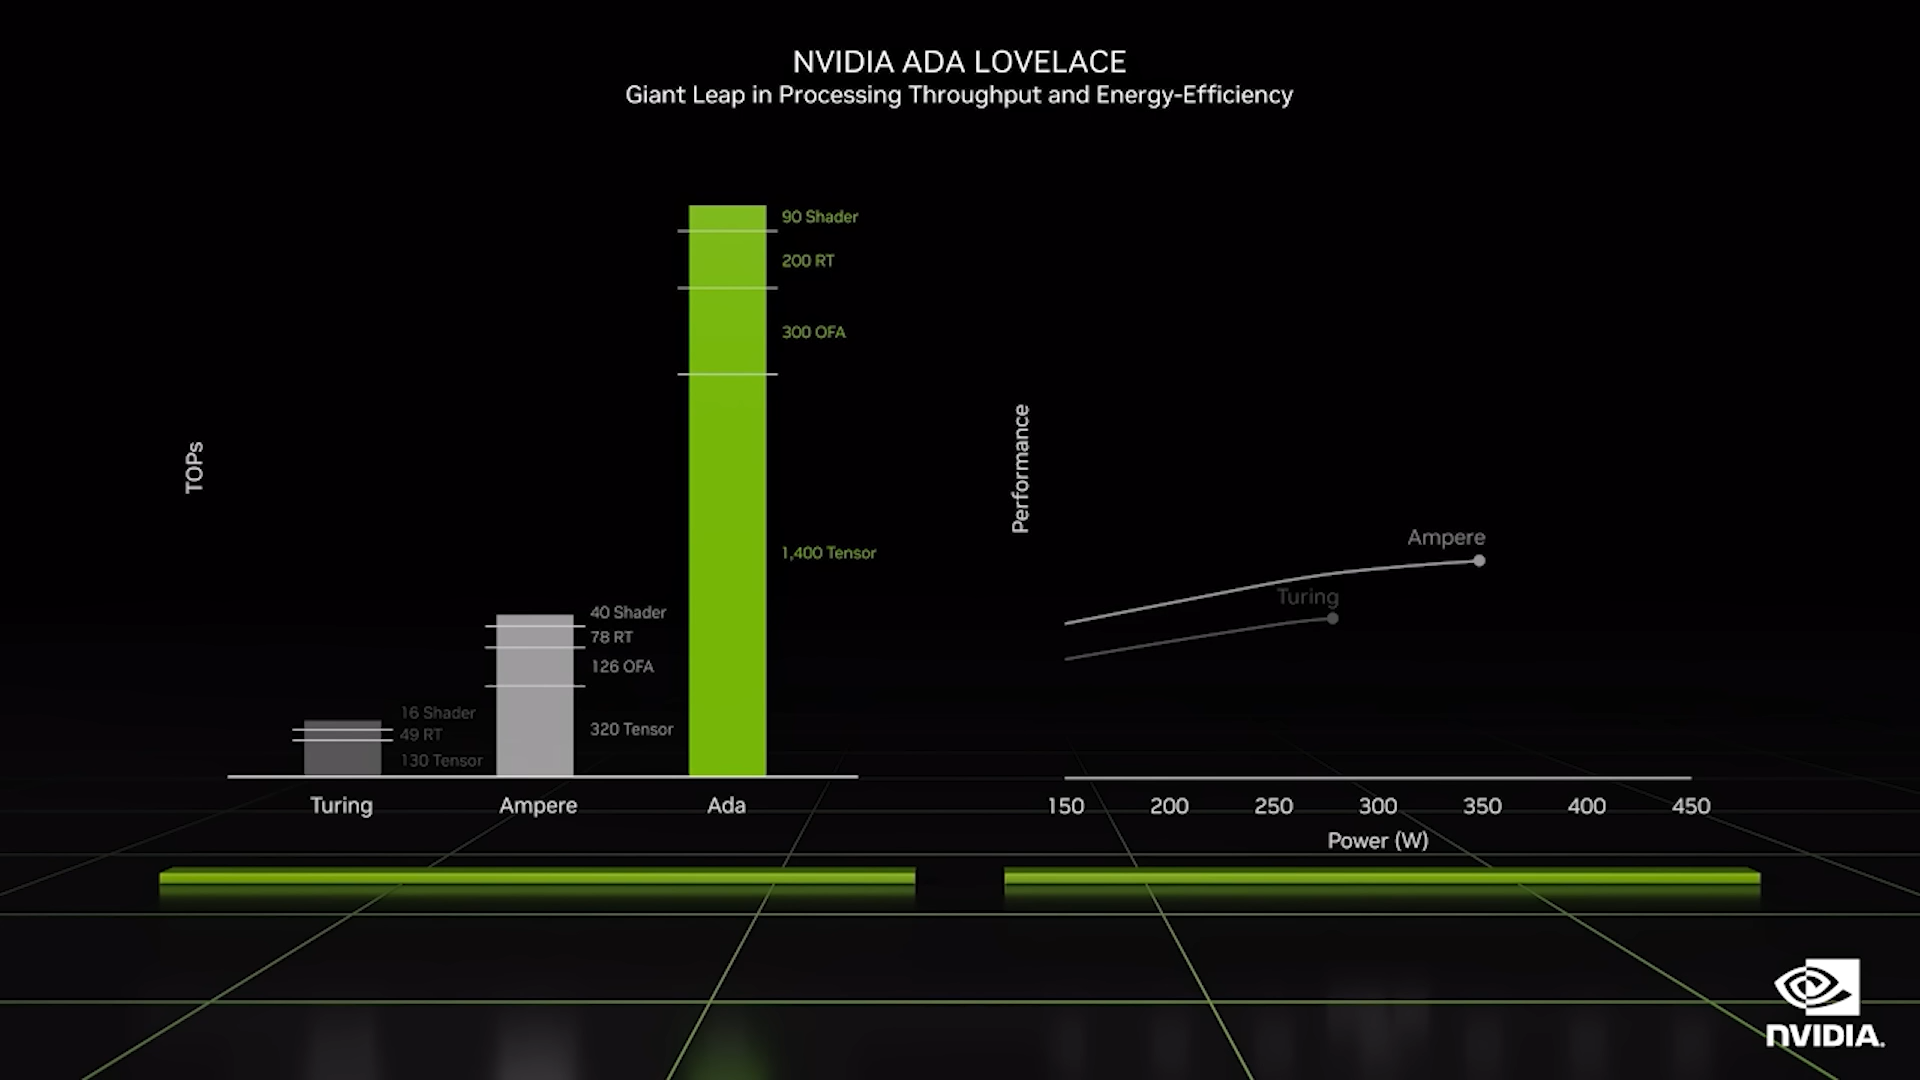 NVIDIA ADA LOVELACE
Giant Leap in Processing Throughput and Energy-Efficiency
TOPs
90 Shader
200 RT
300 OFA
1,400 Tensor
40 Shader
78 RT
126 OFA
320 Tensor
16 Shader
49 RT
130 Tensor
Turing
Ampere
Ada
Performance
Ampere
Turing
150 200 250 300 350 400 450
Power (W)
NVIDIA.